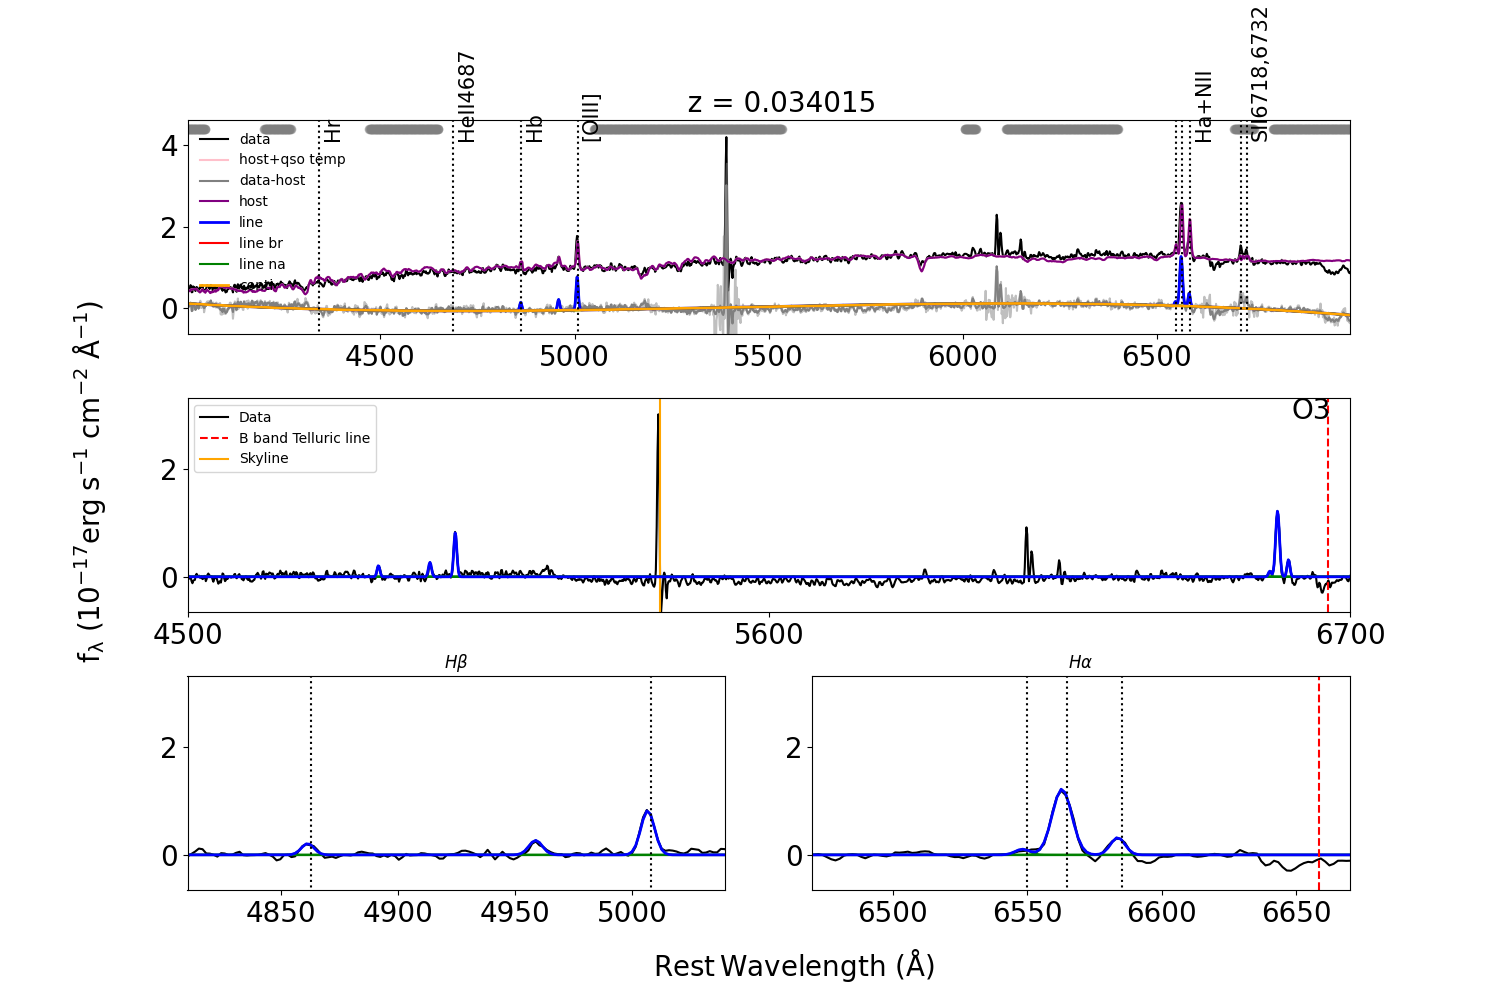 z = 0.034015
Hr
HeII4687
Hb
[OIII]
Ha+NII
SII6718,6732
data
host+qso temp
data-host
host
line
line br
line na
4
2
0
4500
5000
5500
6000
6500
Data
B band Telluric line
Skyline
O3
2
0
4500
5600
6700
fλ (10⁻¹⁷erg s⁻¹ cm⁻² Å⁻¹)
Hβ
2
0
4850
4900
4950
5000
Hα
2
0
6500
6550
6600
6650
Rest Wavelength (Å)